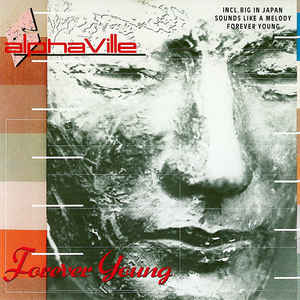 alphaville
INCL. BIG IN JAPAN
SOUNDS LIKE A MELODY
FOREVER YOUNG
Forever Young